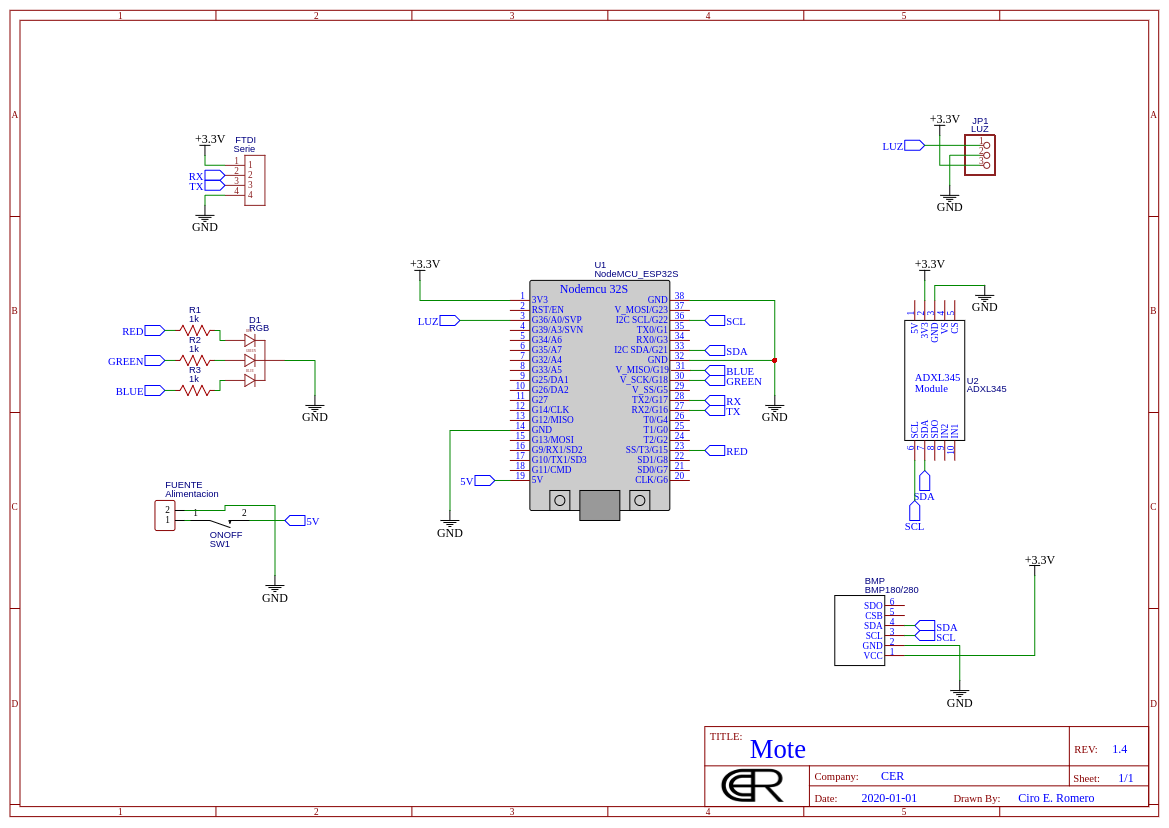 1 2 3 4 5
A A
B B
C C
D D
+3.3V
FTDI
Serie
RX
TX
1 1
2 2
3 3
4 4
GND
+3.3V
JP1
LUZ
LUZ
1
2
3
GND
RED
GREEN
BLUE
R1
1k
R2
1k
R3
1k
D1
RGB
GND
FUENTE
Alimentacion
2
1
1 2
ONOFF
SW1
5V
GND
+3.3V
LUZ
5V
GND
U1
NodeMCU_ESP32S
Nodemcu 32S
1 3V3 GND 38
2 RST/EN V_MOSI/G23 37
3 G36/A0/SVP I2C SCL/G22 36
4 G39/A3/SVN TX0/G1 35
5 G34/A6 RX0/G3 34
6 G35/A7 I2C SDA/G21 33
7 G32/A4 GND 32
8 G33/A5 V_MISO/G19 31
9 G25/DA1 V_SCK/G18 30
10 G26/DA2 V_SS/G5 29
11 G27 TX2/G17 28
12 G14/CLK RX2/G16 27
13 G12/MISO T0/G4 26
14 GND T1/G0 25
15 G13/MOSI T2/G2 24
16 G9/RX1/SD2 SS/T3/G15 23
17 G10/TX1/SD3 SD1/G8 22
18 G11/CMD SD0/G7 21
19 5V CLK/G6 20
SCL
SDA
BLUE
GREEN
RX
TX
RED
GND
+3.3V
GND
1 2 3 4 5
5V 3V3 GND VS CS
ADXL345
Module
U2
ADXL345
SCL SDA SDO IN2 IN1
6 7 8 9 10
SDA
SCL
+3.3V
BMP
BMP180/280
SDO 6
CSB 5
SDA 4
SCL 3
GND 2
VCC 1
SDA
SCL
GND
TITLE: Mote
REV: 1.4
CER
Company: CER
Sheet: 1/1
Date: 2020-01-01
Drawn By: Ciro E. Romero
1 2 3 4 5